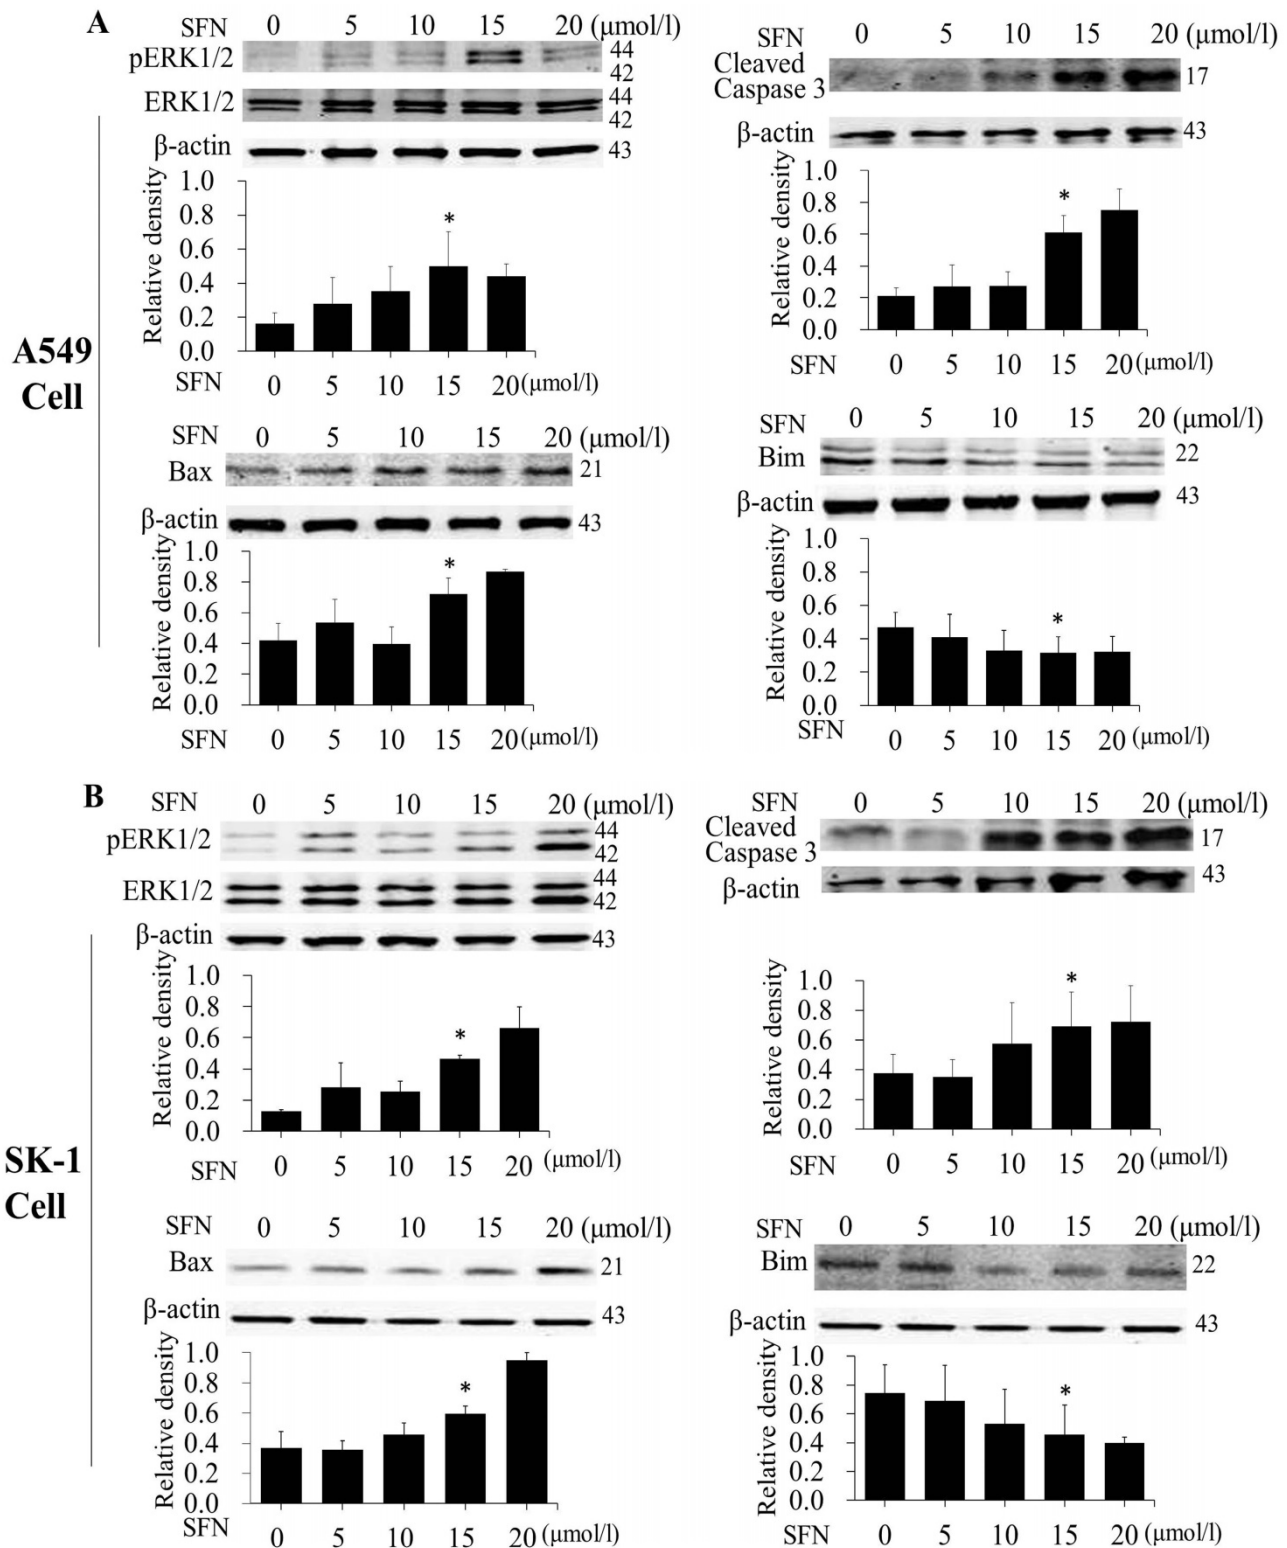 A
SFN 0 5 10 15 20 (μmol/l)
pERK1/2 44
42
ERK1/2 44
42
β-actin 43
Relative density
1.0
0.8
0.6
0.4
0.2
0.0
*
SFN 0 5 10 15 20 (μmol/l)
SFN 0 5 10 15 20 (μmol/l)
Cleaved
Caspase 3 17
β-actin 43
Relative density
1.0
0.8
0.6
0.4
0.2
0.0
*
SFN 0 5 10 15 20 (μmol/l)
A549
Cell
SFN 0 5 10 15 20 (μmol/l)
Bax 21
β-actin 43
Relative density
1.0
0.8
0.6
0.4
0.2
0.0
*
SFN 0 5 10 15 20 (μmol/l)
SFN 0 5 10 15 20 (μmol/l)
Bim 22
β-actin 43
Relative density
1.0
0.8
0.6
0.4
0.2
0.0
*
SFN 0 5 10 15 20 (μmol/l)
B
SFN 0 5 10 15 20 (μmol/l)
pERK1/2 44
42
ERK1/2 44
42
β-actin 43
Relative density
1.0
0.8
0.6
0.4
0.2
0.0
*
SFN 0 5 10 15 20 (μmol/l)
SFN 0 5 10 15 20 (μmol/l)
Cleaved
Caspase 3 17
β-actin 43
Relative density
1.0
0.8
0.6
0.4
0.2
0.0
*
SFN 0 5 10 15 20 (μmol/l)
SK-1
Cell
SFN 0 5 10 15 20 (μmol/l)
Bax 21
β-actin 43
Relative density
1.0
0.8
0.6
0.4
0.2
0.0
*
SFN 0 5 10 15 20 (μmol/l)
SFN 0 5 10 15 20 (μmol/l)
Bim 22
β-actin 43
Relative density
1.0
0.8
0.6
0.4
0.2
0.0
*
SFN 0 5 10 15 20 (μmol/l)